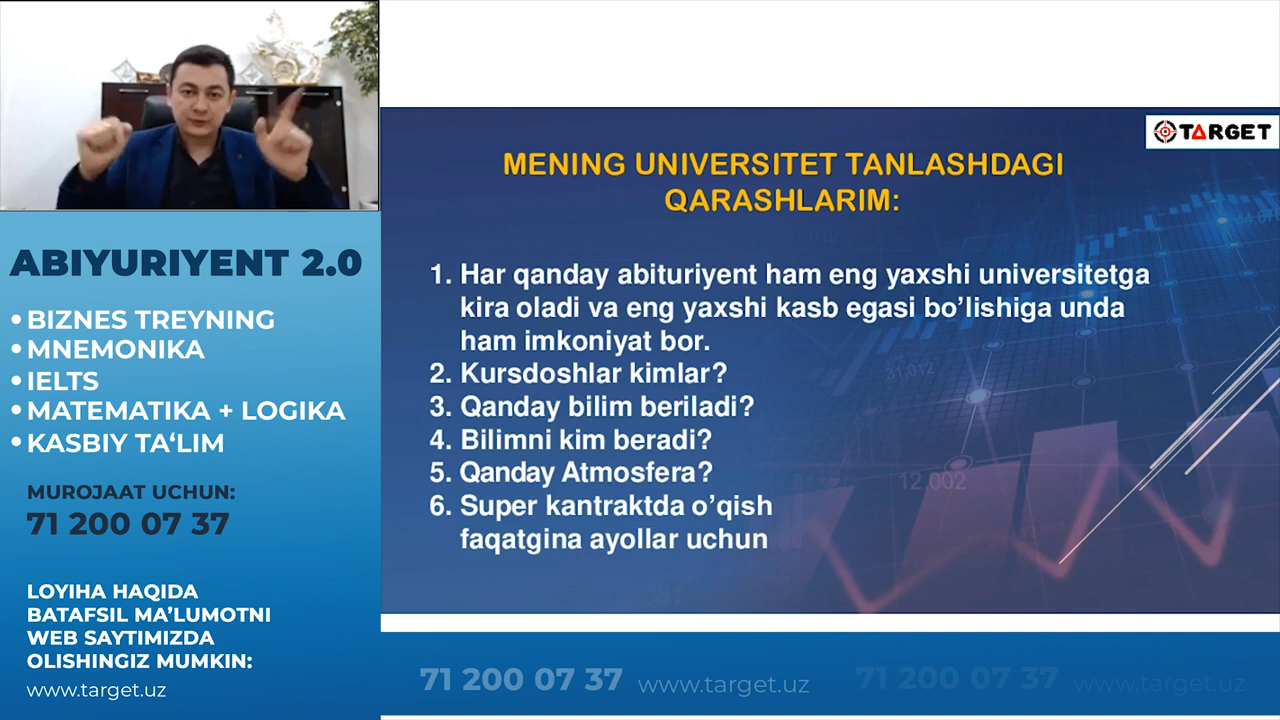 ABIYURIYENT 2.0
• BIZNES TREYNING
• MNEMONIKA
• IELTS
• MATEMATIKA + LOGIKA
• KASBIY TA‘LIM
MUROJAAT UCHUN:
71 200 07 37
LOYIHA HAQIDA
BATAFSIL MA’LUMOTNI
WEB SAYTIMIZDA
OLISHINGIZ MUMKIN:
www.target.uz
TARGET
MENING UNIVERSITET TANLASHDAGI
QARASHLARIM:
1. Har qanday abituriyent ham eng yaxshi universitetga
kira oladi va eng yaxshi kasb egasi bo’lishiga unda
ham imkoniyat bor.
2. Kursdoshlar kimlar?
3. Qanday bilim beriladi?
4. Bilimni kim beradi?
5. Qanday Atmosfera?
6. Super kantraktda o’qish
faqatgina ayollar uchun
31.012
12.002
71 200 07 37 www.target.uz 71 200 07 37 www.target.uz